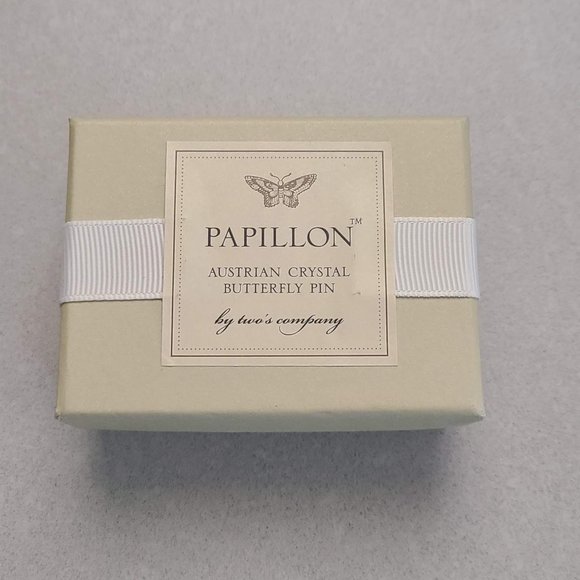 PAPILLON™
AUSTRIAN CRYSTAL
BUTTERFLY PIN
by two's company